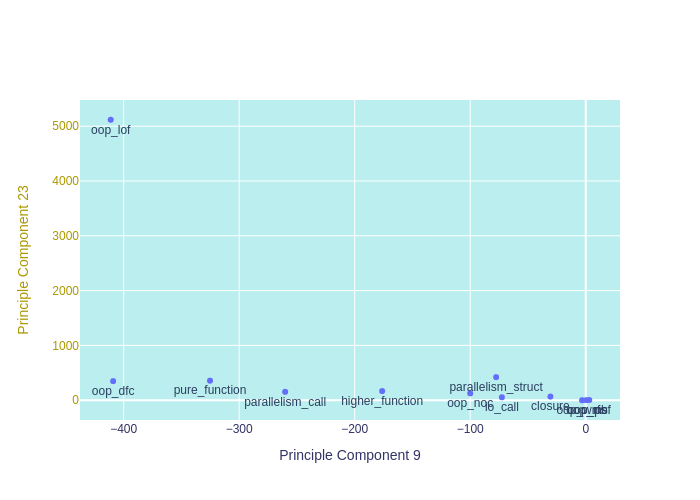 5000
oop_lof
4000
3000
2000
1000
0
oop_dfc
pure_function
parallelism_call
higher_function
parallelism_struct
oop_noc
io_call
closure
−400
−300
−200
−100
0
Principle Component 9
Principle Component 23